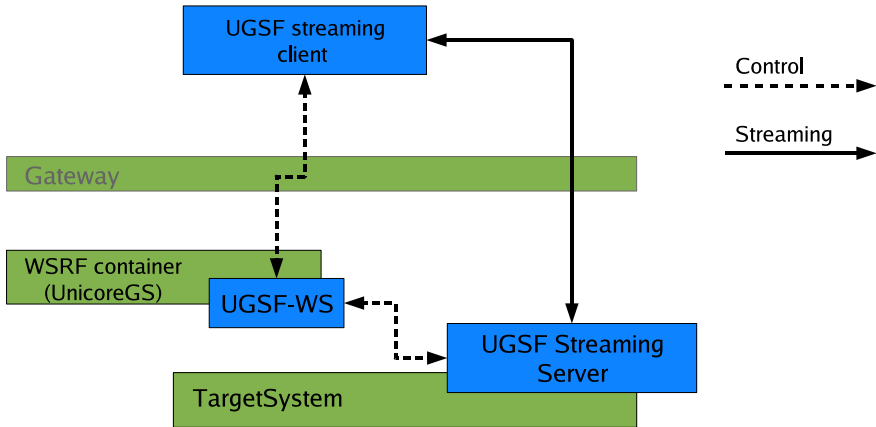 UGSF streaming
client
Control
Streaming
Gateway
WSRF container
(UnicoreGS)
UGSF-WS
UGSF Streaming
Server
TargetSystem